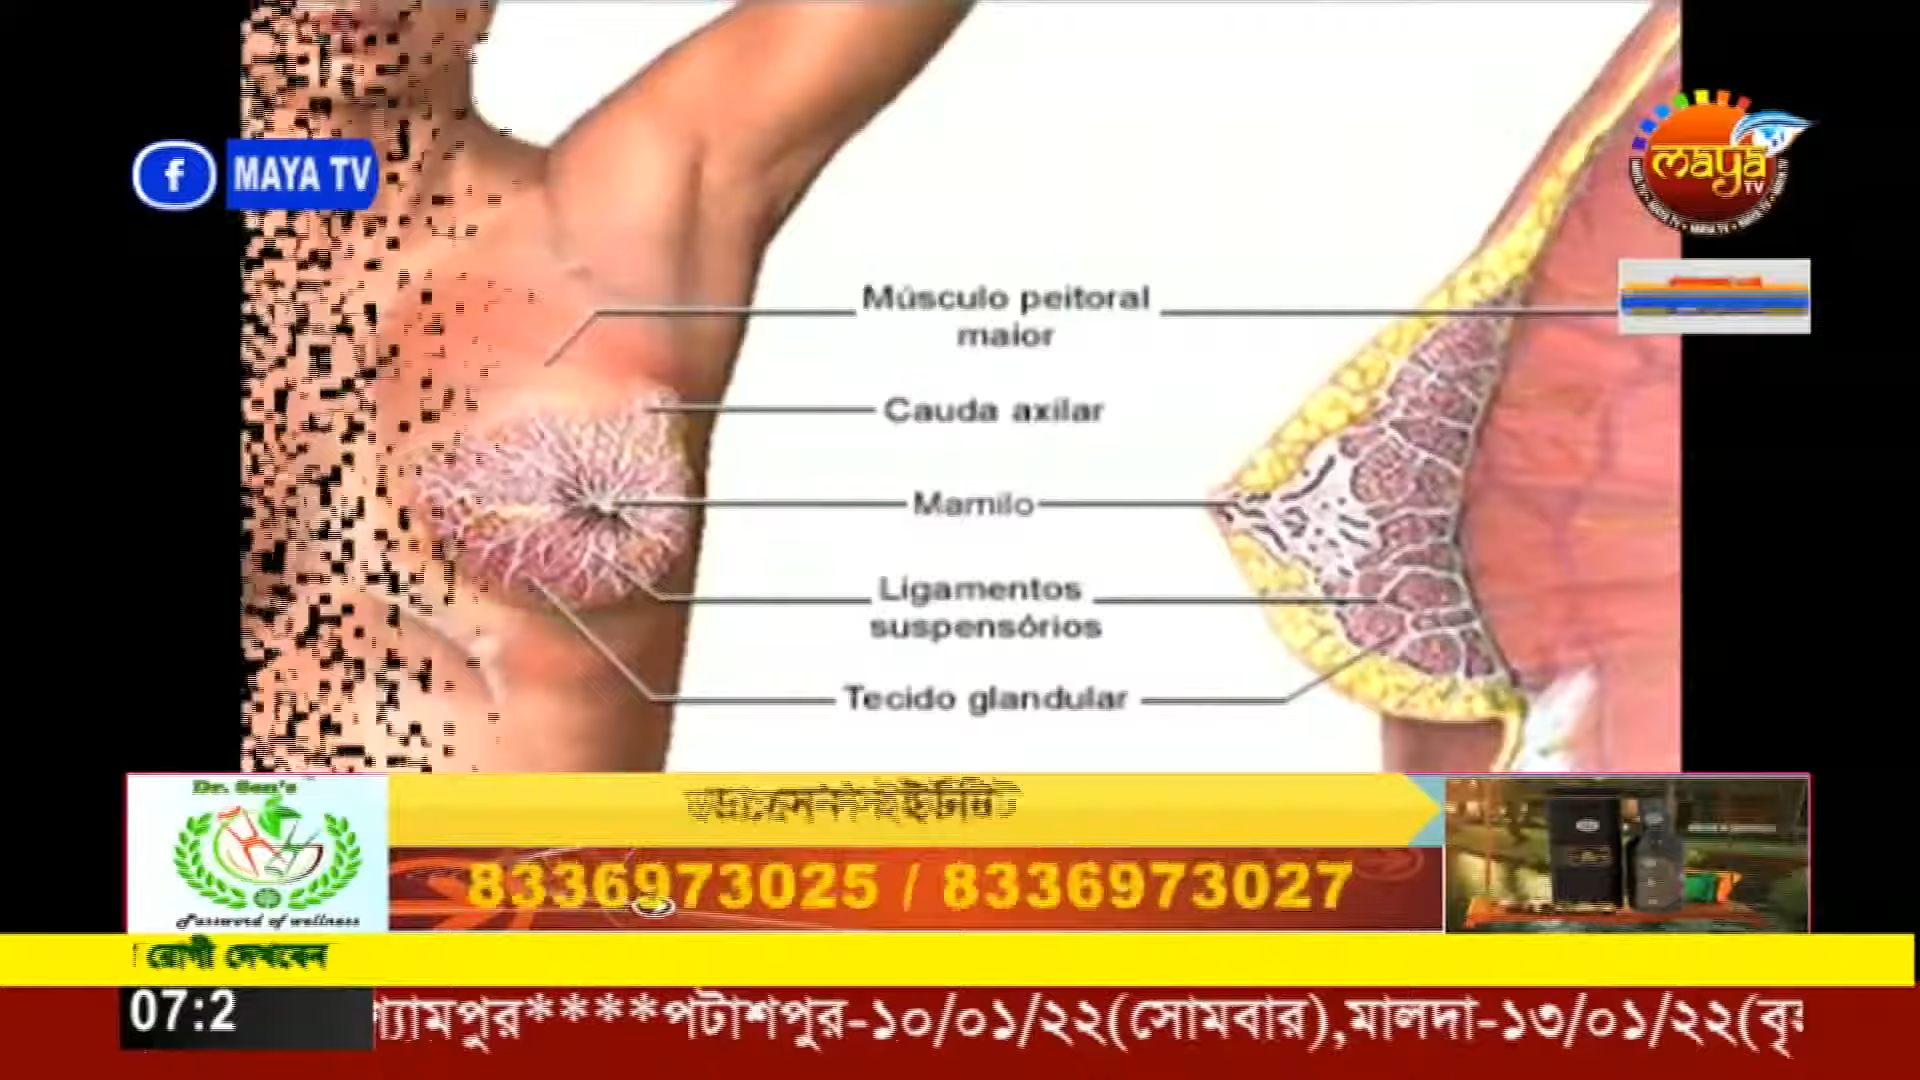 f MAYA TV
maya TV
Músculo peitoral
maior
Cauda axilar
Mamilo
Ligamentos
suspensórios
Tecido glandular
Dr. Sen's
Password of wellness
8336973025 / 8336973027
রোগী দেখবেন
07:2
শ্যামপুর****পটাশপুর-১০/০১/২২(সোমবার),মালদা-১৩/০১/২২(বৃ